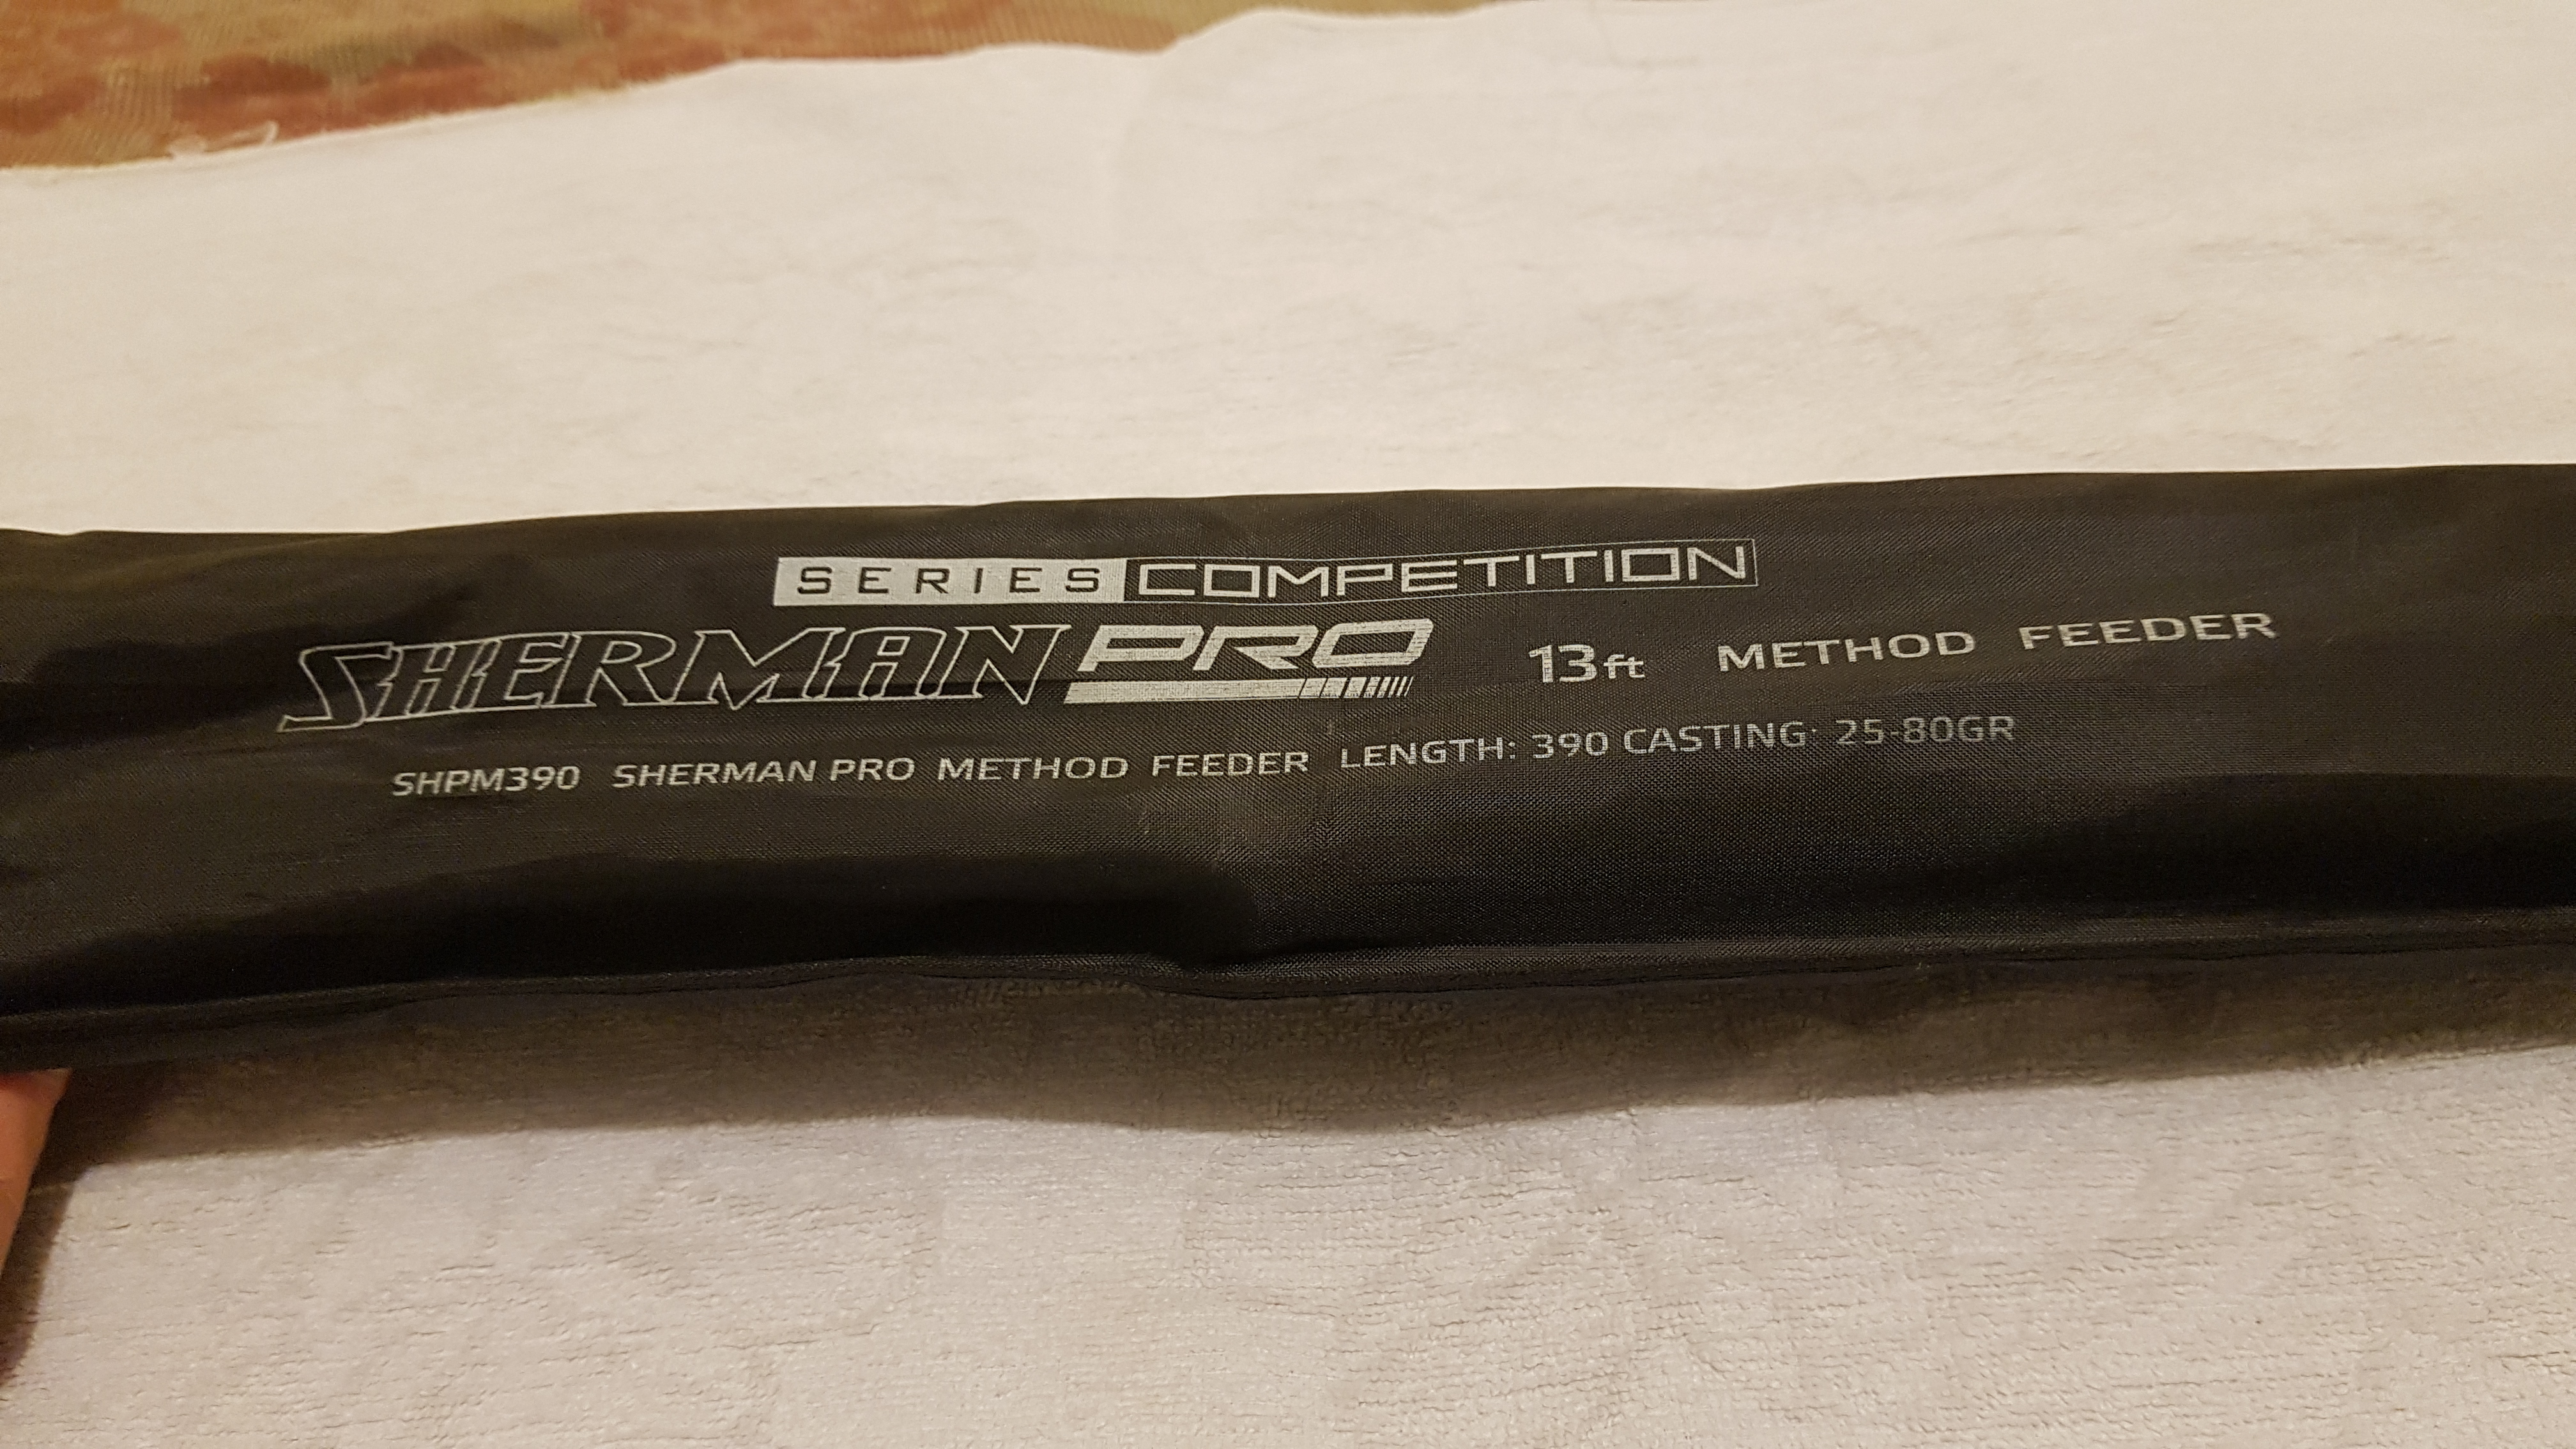 SERIES COMPETITION
SHERMAN PRO 13ft METHOD FEEDER
SHPM390 SHERMAN PRO METHOD FEEDER LENGTH: 390 CASTING: 25-80GR